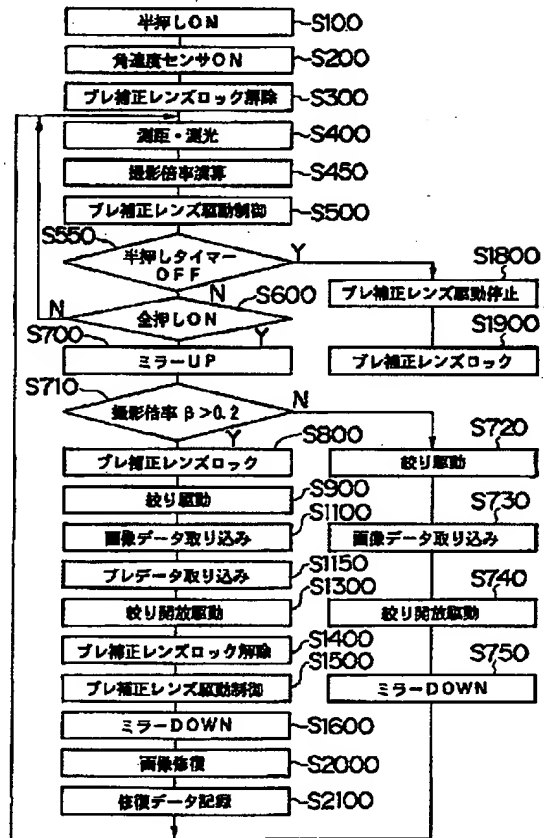 半押しON
S100
角速度センサON
S200
ブレ補正レンズロック解除
S300
測距・測光
S400
撮影倍率演算
S450
ブレ補正レンズ駆動制御
S500
S550
半押しタイマー
OFF
Y
N
S1800
ブレ補正レンズ駆動停止
S600
全押しON
N
Y
S1900
ブレ補正レンズロック
S700
ミラーUP
S710
撮影倍率β>0.2
N
Y
S800
ブレ補正レンズロック
S720
絞り駆動
S900
絞り駆動
S1100
画像データ取り込み
S730
画像データ取り込み
S1150
ブレデータ取り込み
S1300
絞り開放駆動
S740
絞り開放駆動
S1400
ブレ補正レンズロック解除
S1500
ブレ補正レンズ駆動制御
S750
ミラーDOWN
ミラーDOWN
S1600
画像修復
S2000
修復データ記録
S2100